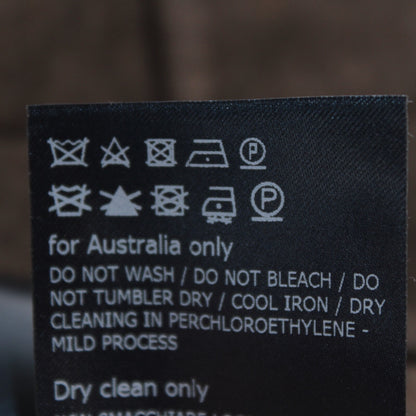 P
P
for Australia only
DO NOT WASH / DO NOT BLEACH / DO
NOT TUMBLER DRY / COOL IRON / DRY
CLEANING IN PERCHLOROETHYLENE -
MILD PROCESS
Dry clean only